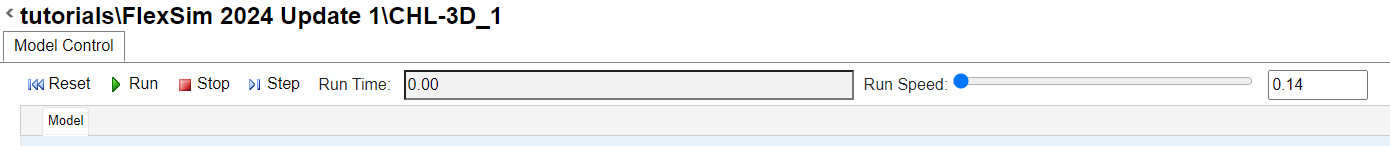 tutorials\FlexSim 2024 Update 1\CHL-3D_1
Model Control
Reset Run Stop Step Run Time: 0.00 Run Speed: 0.14
Model